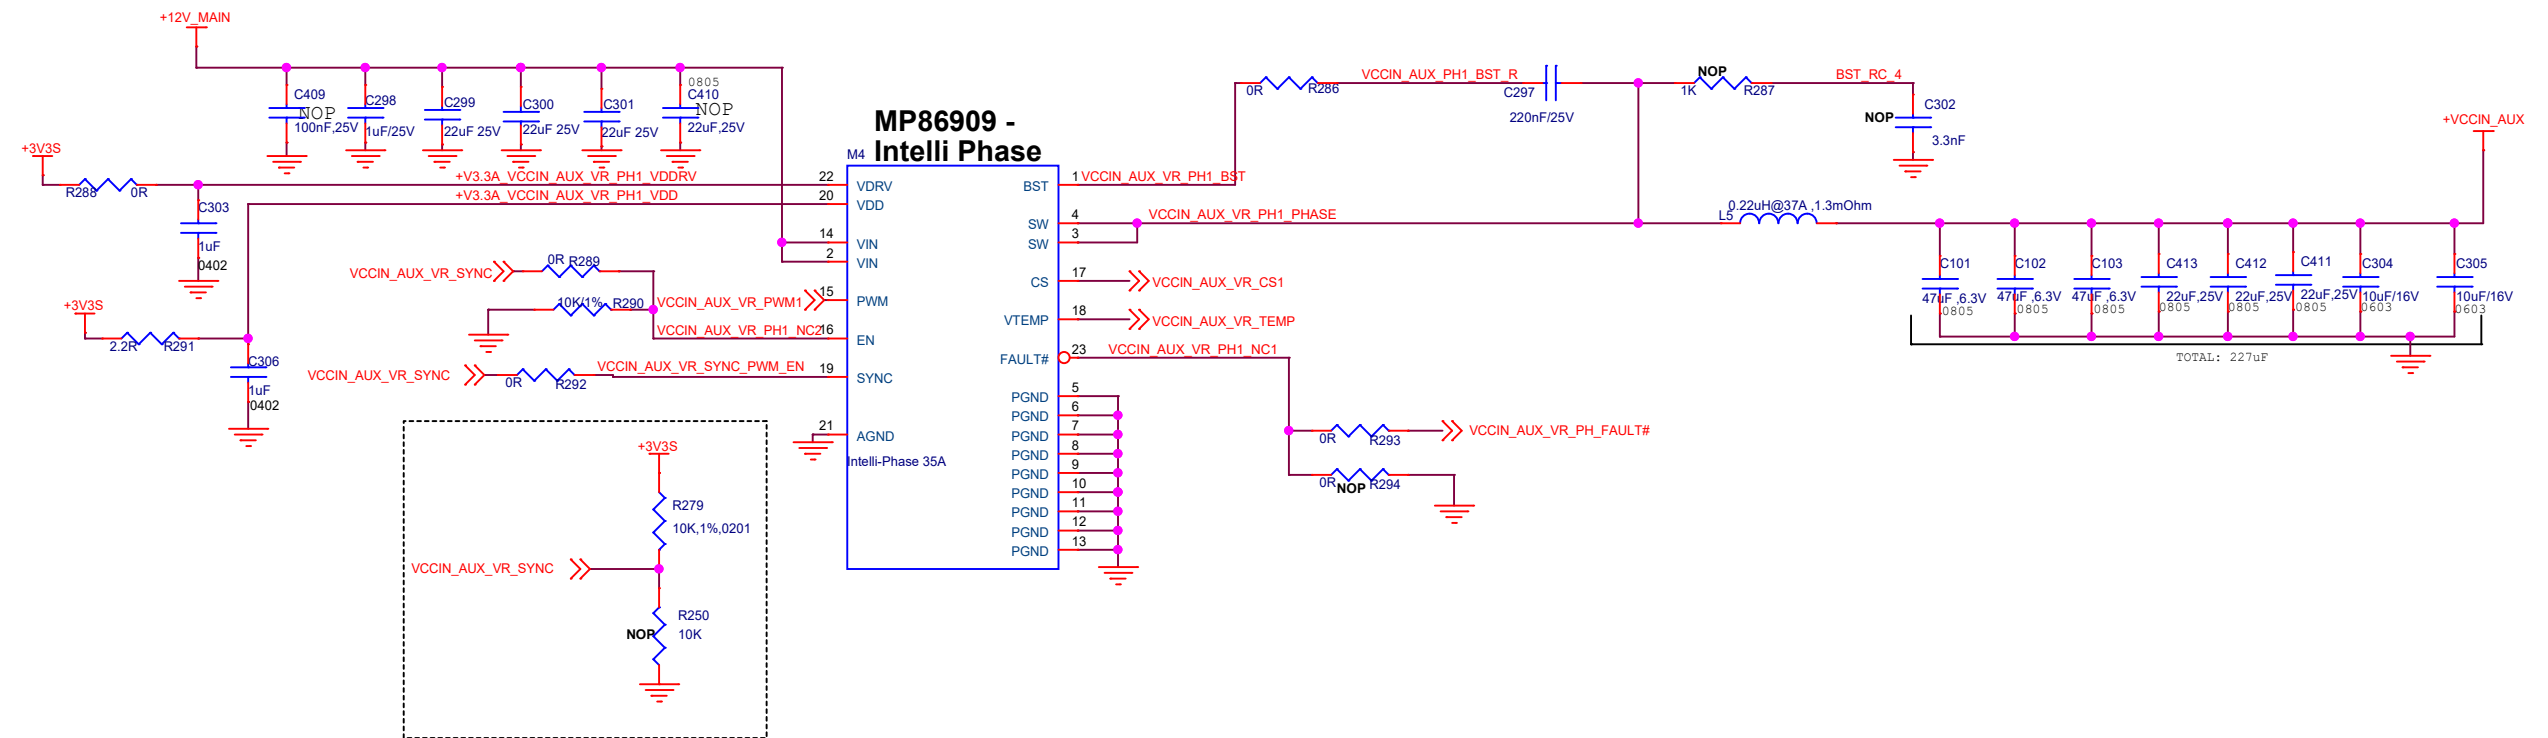 +12V_MAIN
C409
NOP
100nF,25V
C298
1uF/25V
C299
22uF 25V
C300
22uF 25V
C301
22uF 25V
0805
C410
NOP
22uF,25V
+3V3S
R288
0R
+V3.3A_VCCIN_AUX_VR_PH1_VDDRV
+V3.3A_VCCIN_AUX_VR_PH1_VDD
C303
1uF
0402
+3V3S
2.2R
R291
C306
1uF
0402
VCCIN_AUX_VR_SYNC
0R
R289
10K/1%
R290
VCCIN_AUX_VR_PWM1
VCCIN_AUX_VR_PH1_NC2
VCCIN_AUX_VR_SYNC
0R
R292
VCCIN_AUX_VR_SYNC_PWM_EN
MP86909 -
Intelli Phase
M4
22
VDRV
20
VDD
14
VIN
2
VIN
15
PWM
16
EN
19
SYNC
21
AGND
Intelli-Phase 35A
BST
1
SW
4
SW
3
CS
17
VTEMP
18
FAULT#
23
PGND
5
PGND
6
PGND
7
PGND
8
PGND
9
PGND
10
PGND
11
PGND
12
PGND
13
VCCIN_AUX_VR_PH1_BST
0R
R286
VCCIN_AUX_PH1_BST_R
C297
220nF/25V
NOP
1K
R287
BST_RC_4
C302
NOP
3.3nF
VCCIN_AUX_VR_PH1_PHASE
L5
0.22uH@37A ,1.3mOhm
+VCCIN_AUX
VCCIN_AUX_VR_CS1
VCCIN_AUX_VR_TEMP
VCCIN_AUX_VR_PH1_NC1
0R
R293
VCCIN_AUX_VR_PH_FAULT#
0R
NOP
R294
C101
47uF ,6.3V
0805
C102
47uF ,6.3V
0805
C103
47uF ,6.3V
0805
C413
22uF,25V
0805
C412
22uF,25V
0805
C411
22uF,25V
0805
C304
10uF/16V
0603
C305
10uF/16V
0603
TOTAL: 227uF
+3V3S
R279
10K,1%,0201
VCCIN_AUX_VR_SYNC
R250
NOP
10K